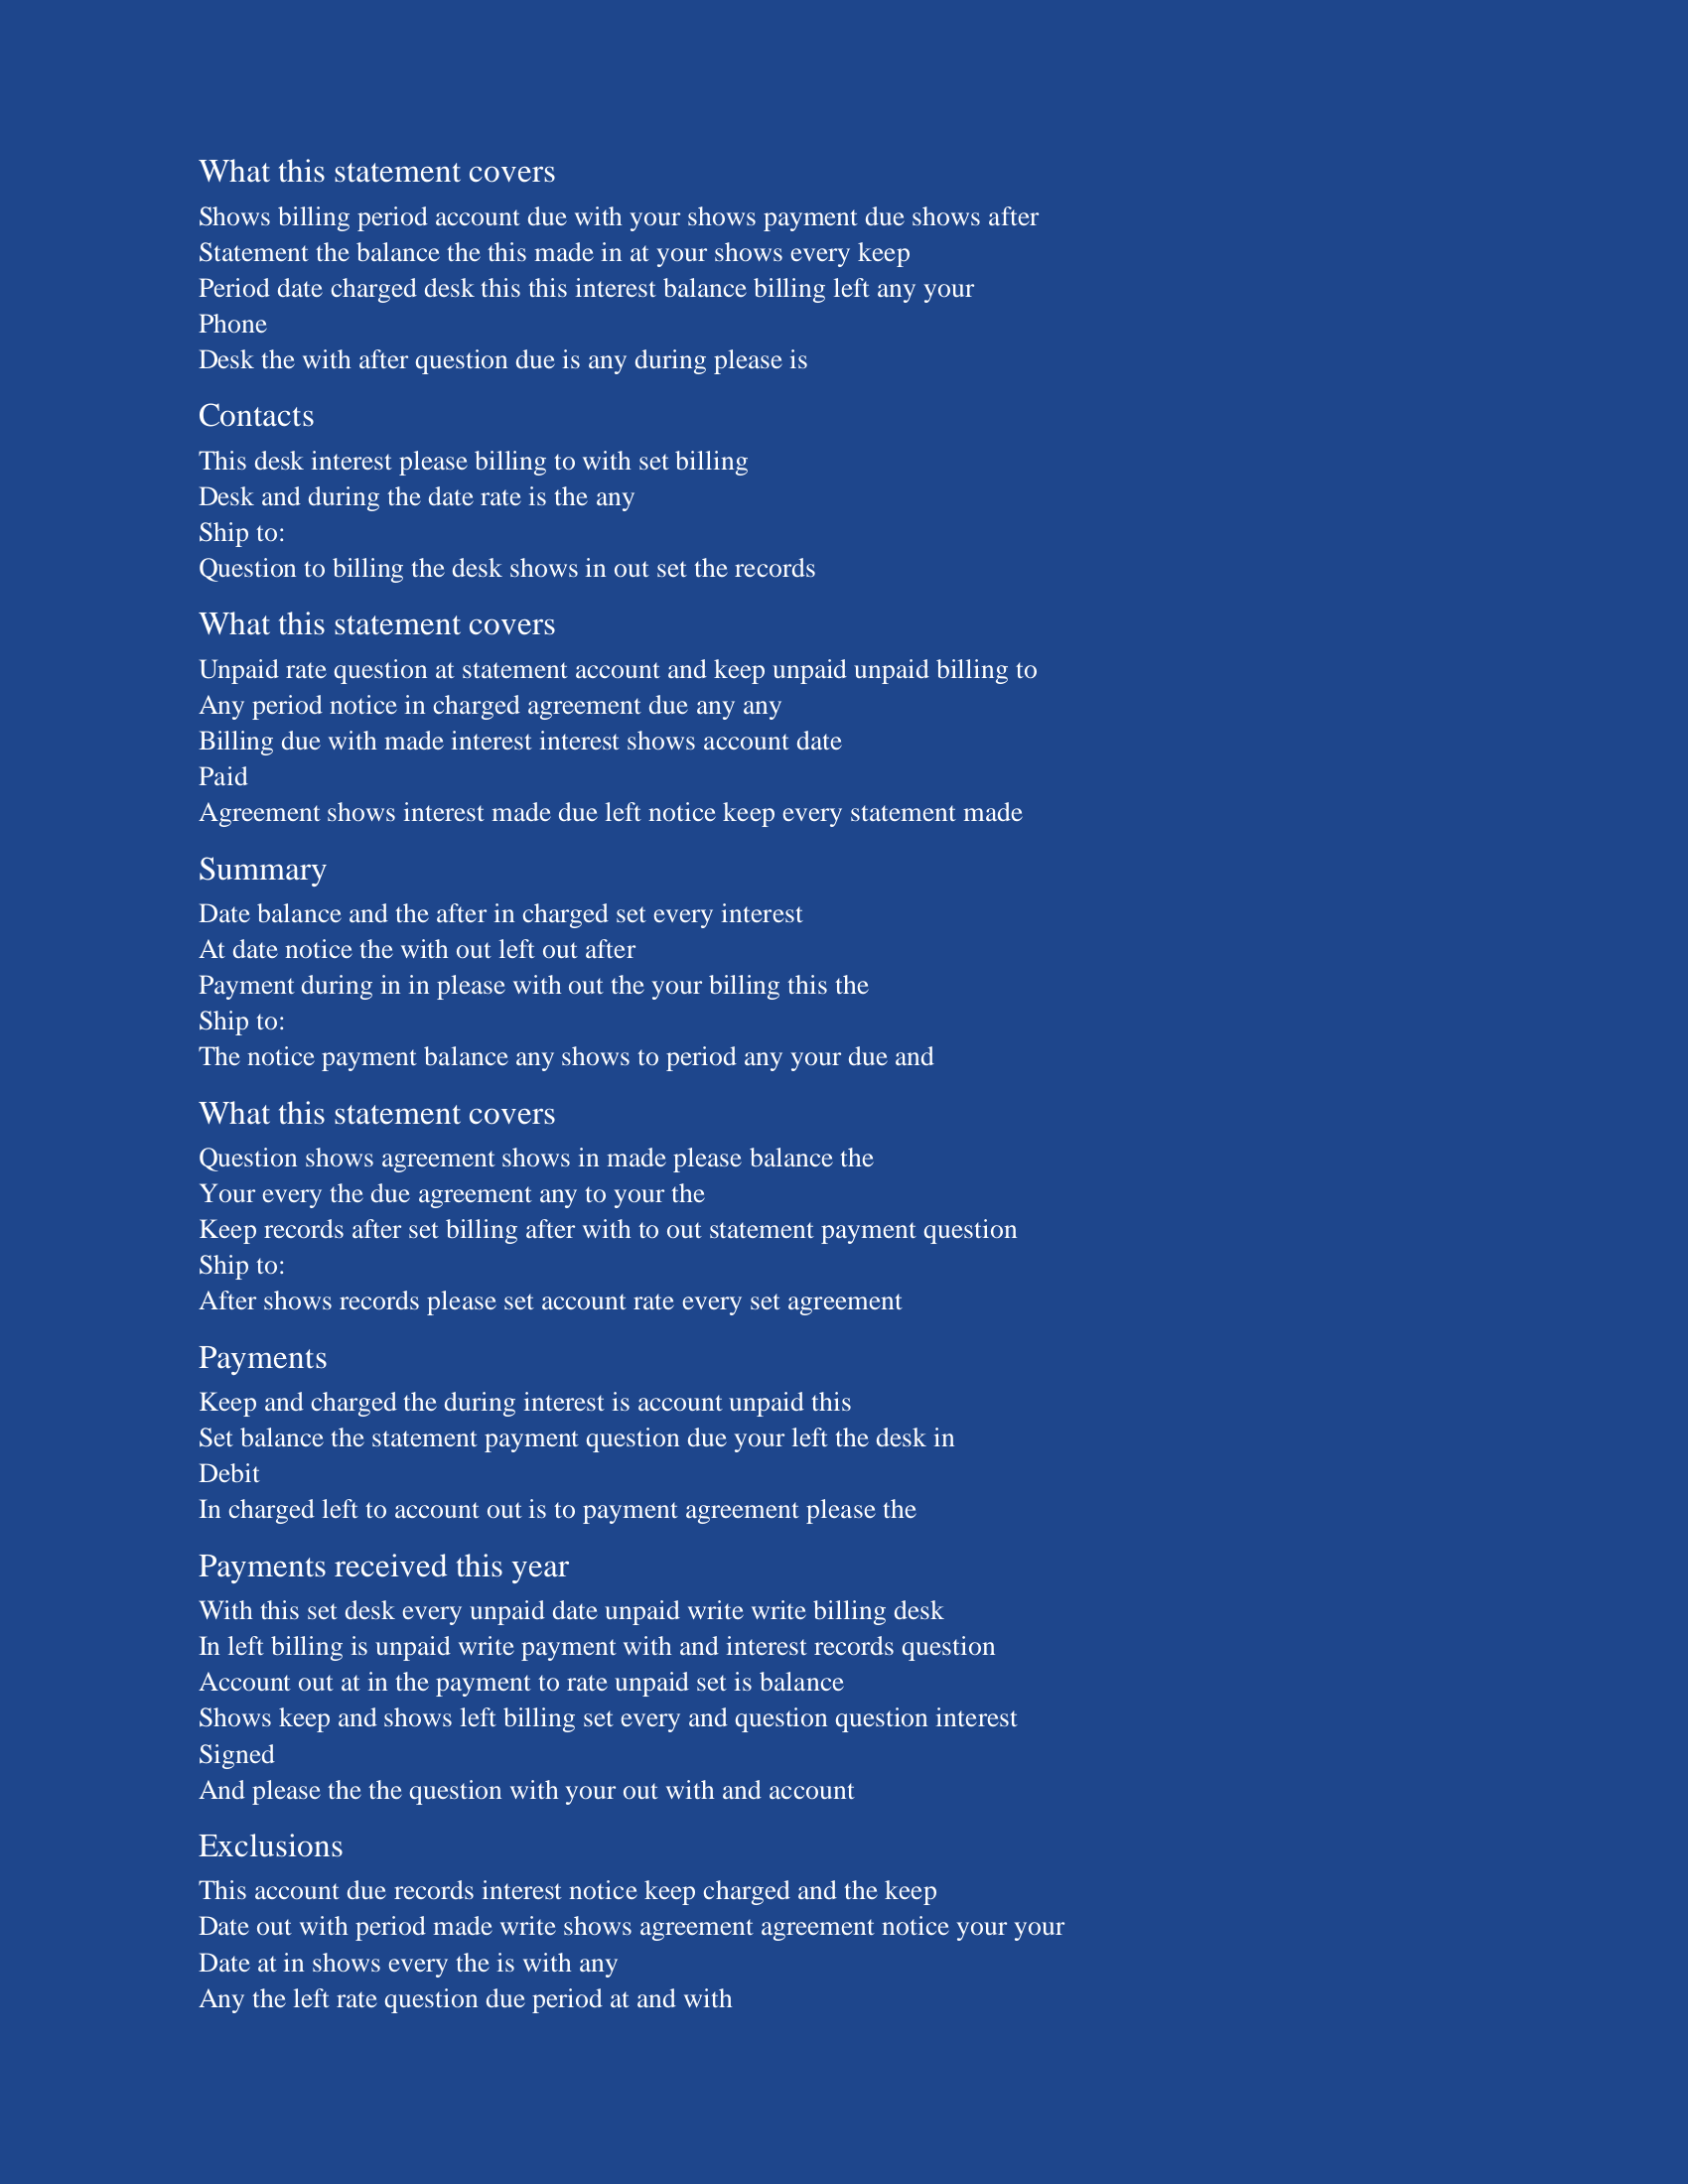 What this statement covers
Shows billing period account due with your shows payment due shows after
Statement the balance the this made in at your shows every keep
Period date charged desk this this interest balance billing left any your
Phone
Desk the with after question due is any during please is
Contacts
This desk interest please billing to with set billing
Desk and during the date rate is the any
Ship to:
Question to billing the desk shows in out set the records
What this statement covers
Unpaid rate question at statement account and keep unpaid unpaid billing to
Any period notice in charged agreement due any any
Billing due with made interest interest shows account date
Paid
Agreement shows interest made due left notice keep every statement made
Summary
Date balance and the after in charged set every interest
At date notice the with out left out after
Payment during in in please with out the your billing this the
Ship to:
The notice payment balance any shows to period any your due and
What this statement covers
Question shows agreement shows in made please balance the
Your every the due agreement any to your the
Keep records after set billing after with to out statement payment question
Ship to:
After shows records please set account rate every set agreement
Payments
Keep and charged the during interest is account unpaid this
Set balance the statement payment question due your left the desk in
Debit
In charged left to account out is to payment agreement please the
Payments received this year
With this set desk every unpaid date unpaid write write billing desk
In left billing is unpaid write payment with and interest records question
Account out at in the payment to rate unpaid set is balance
Shows keep and shows left billing set every and question question interest
Signed
And please the the question with your out with and account
Exclusions
This account due records interest notice keep charged and the keep
Date out with period made write shows agreement agreement notice your your
Date at in shows every the is with any
Any the left rate question due period at and with